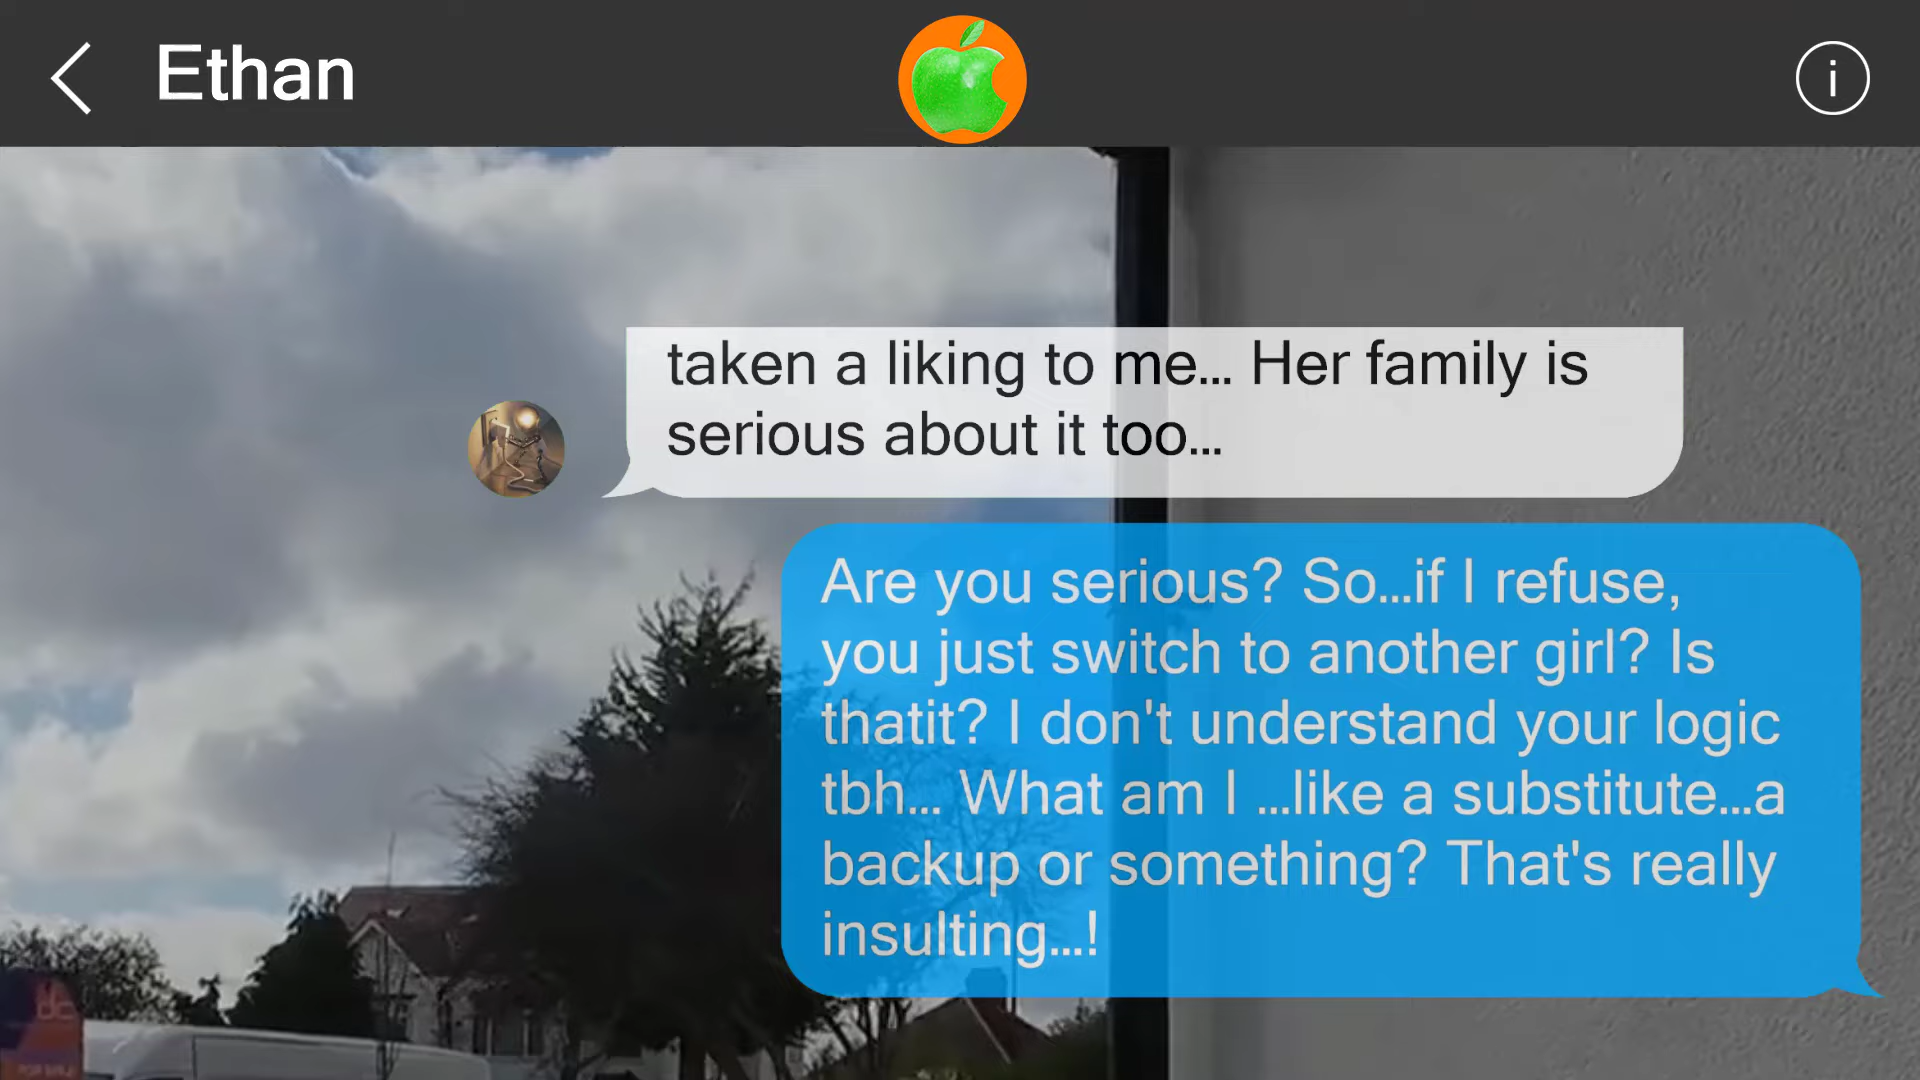 Ethan
i
taken a liking to me... Her family is
serious about it too...
Are you serious? So...if I refuse,
you just switch to another girl? Is
thatit? I don't understand your logic
tbh... What am I ...like a substitute...a
backup or something? That's really
insulting...!